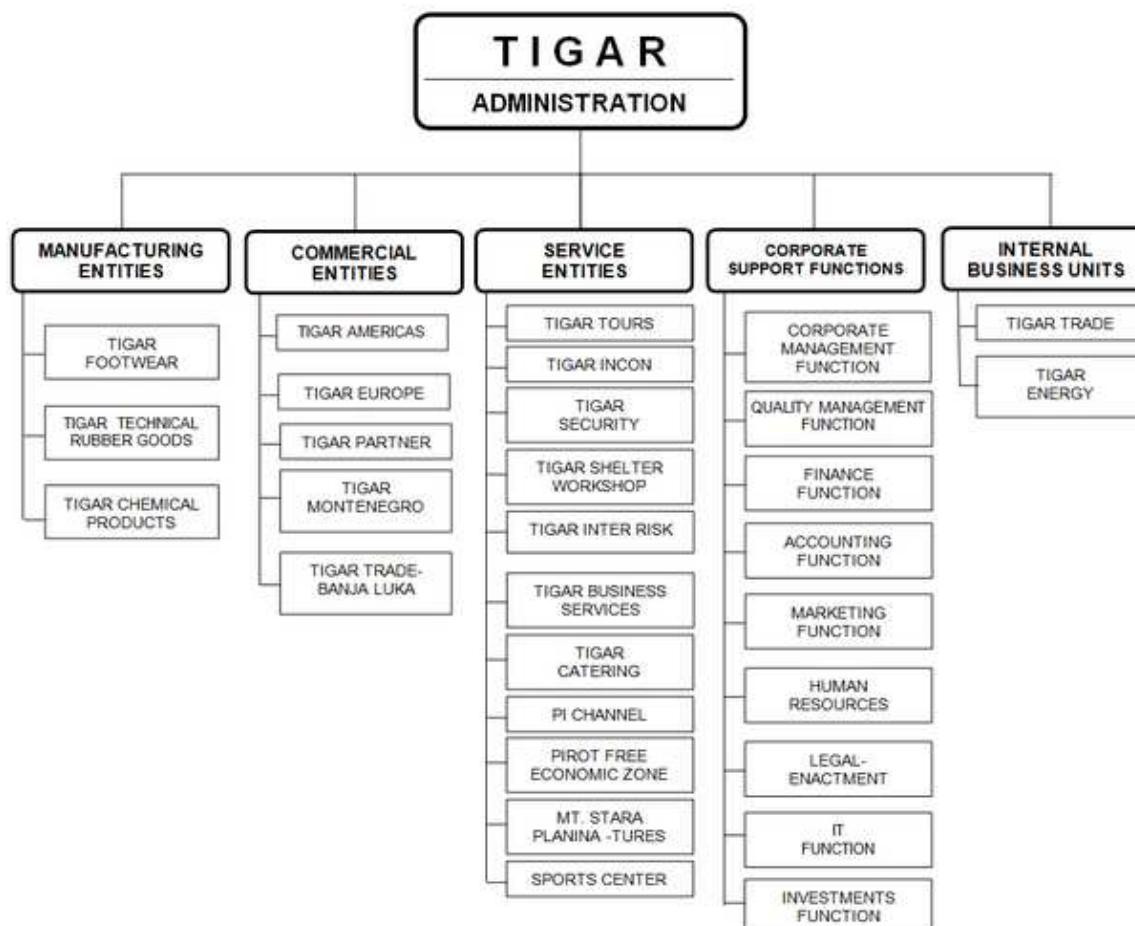 T I G A R
ADMINISTRATION
MANUFACTURING
ENTITIES
TIGAR
FOOTWEAR
TIGAR TECHNICAL
RUBBER GOODS
TIGAR CHEMICAL
PRODUCTS
COMMERCIAL
ENTITIES
TIGAR AMERICAS
TIGAR EUROPE
TIGAR PARTNER
TIGAR
MONTENEGRO
TIGAR TRADE-
BANJA LUKA
SERVICE
ENTITIES
TIGAR TOURS
TIGAR INCON
TIGAR
SECURITY
TIGAR SHELTER
WORKSHOP
TIGAR INTER RISK
TIGAR BUSINESS
SERVICES
TIGAR
CATERING
PI CHANNEL
PIROT FREE
ECONOMIC ZONE
MT. STARA
PLANINA -TURES
SPORTS CENTER
CORPORATE
SUPPORT FUNCTIONS
CORPORATE
MANAGEMENT
FUNCTION
QUALITY MANAGEMENT
FUNCTION
FINANCE
FUNCTION
ACCOUNTING
FUNCTION
MARKETING
FUNCTION
HUMAN
RESOURCES
LEGAL-
ENACTMENT
IT
FUNCTION
INVESTMENTS
FUNCTION
INTERNAL
BUSINESS UNITS
TIGAR TRADE
TIGAR
ENERGY